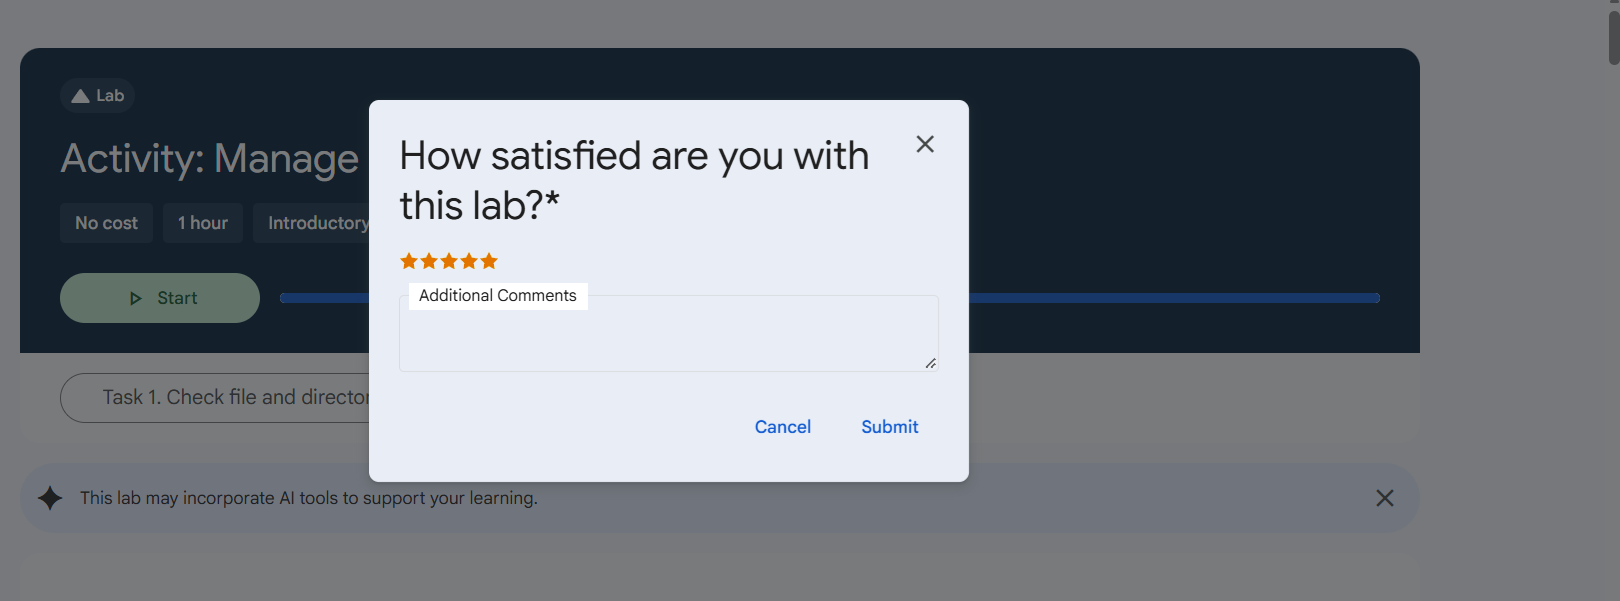 Lab
Activity: Manage
No cost
1 hour
Introductory
Start
Task 1. Check file and director
This lab may incorporate AI tools to support your learning.
How satisfied are you with
this lab?*
Additional Comments
Cancel
Submit